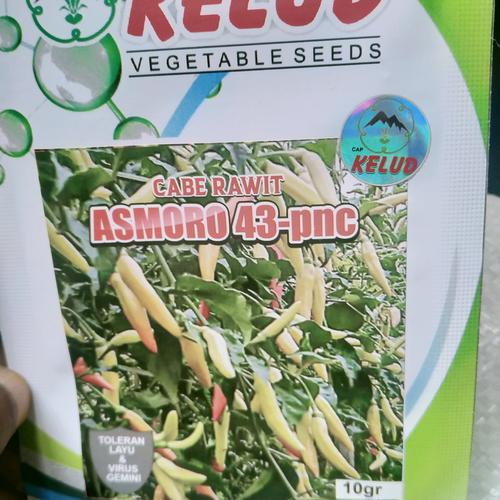 KELUD
VEGETABLE SEEDS
CAP
KELUD
CABE RAWIT
ASMORO 43-pnc
TOLERAN
LAYU
&
VIRUS
GEMINI
10gr